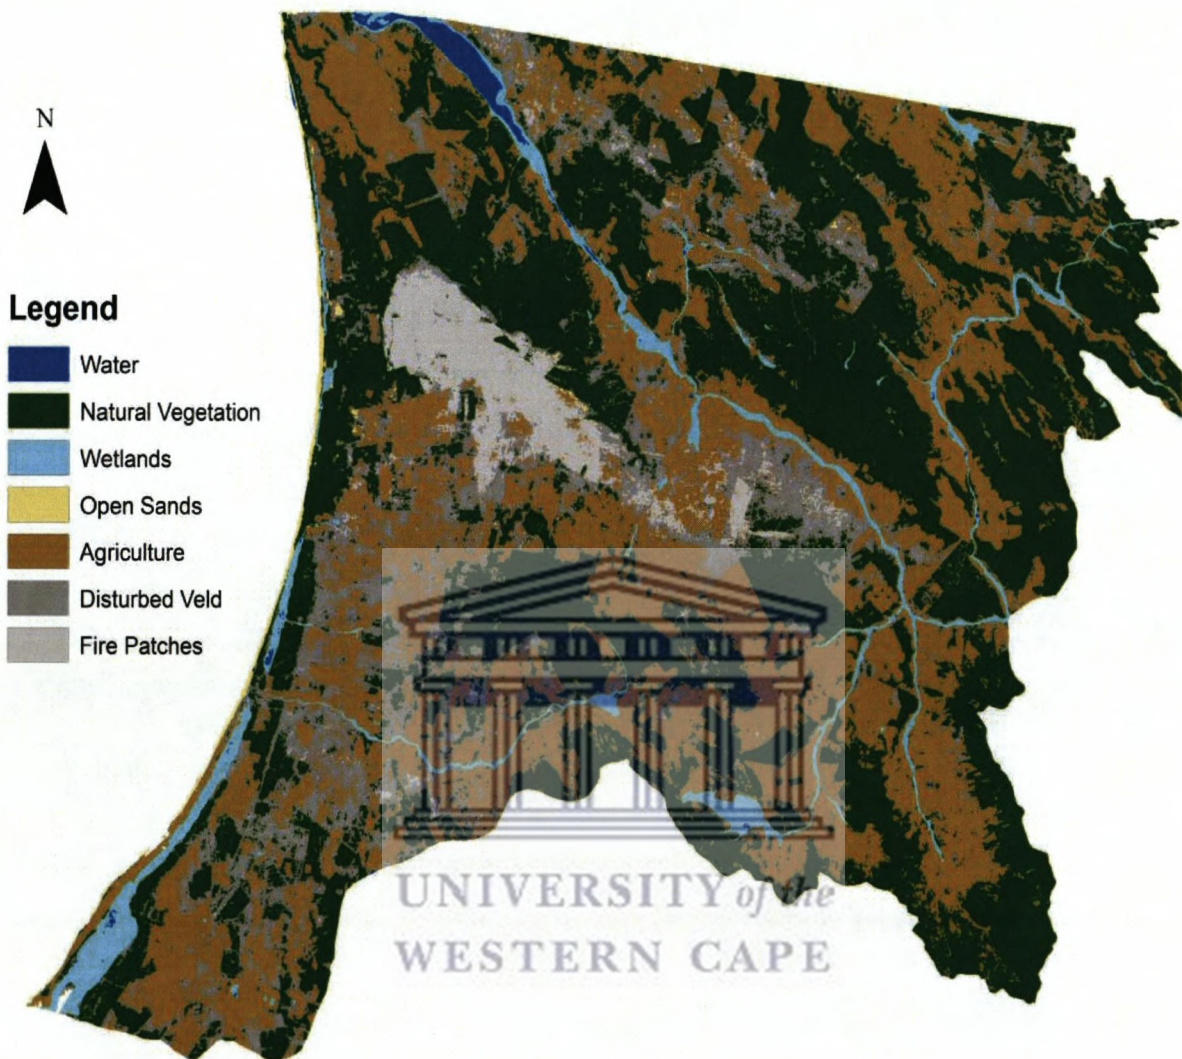 N
Legend
Water
Natural Vegetation
Wetlands
Open Sands
Agriculture
Disturbed Veld
Fire Patches
UNIVERSITY of the
WESTERN CAPE